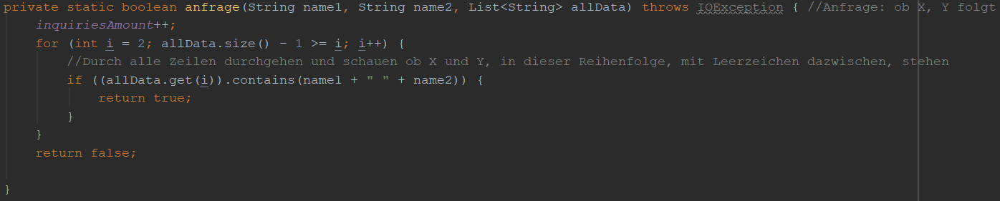 private static boolean anfrage(String name1, String name2, List<String> allData) throws IOException { //Anfrage: ob X, Y folgt
inquiriesAmount++;
for (int i = 2; allData.size() - 1 >= i; i++) {
//Durch alle Zeilen durchgehen und schauen ob X und Y, in dieser Reihenfolge, mit Leerzeichen dazwischen, stehen
if ((allData.get(i)).contains(name1 + " " + name2)) {
return true;
}
}
return false;
}